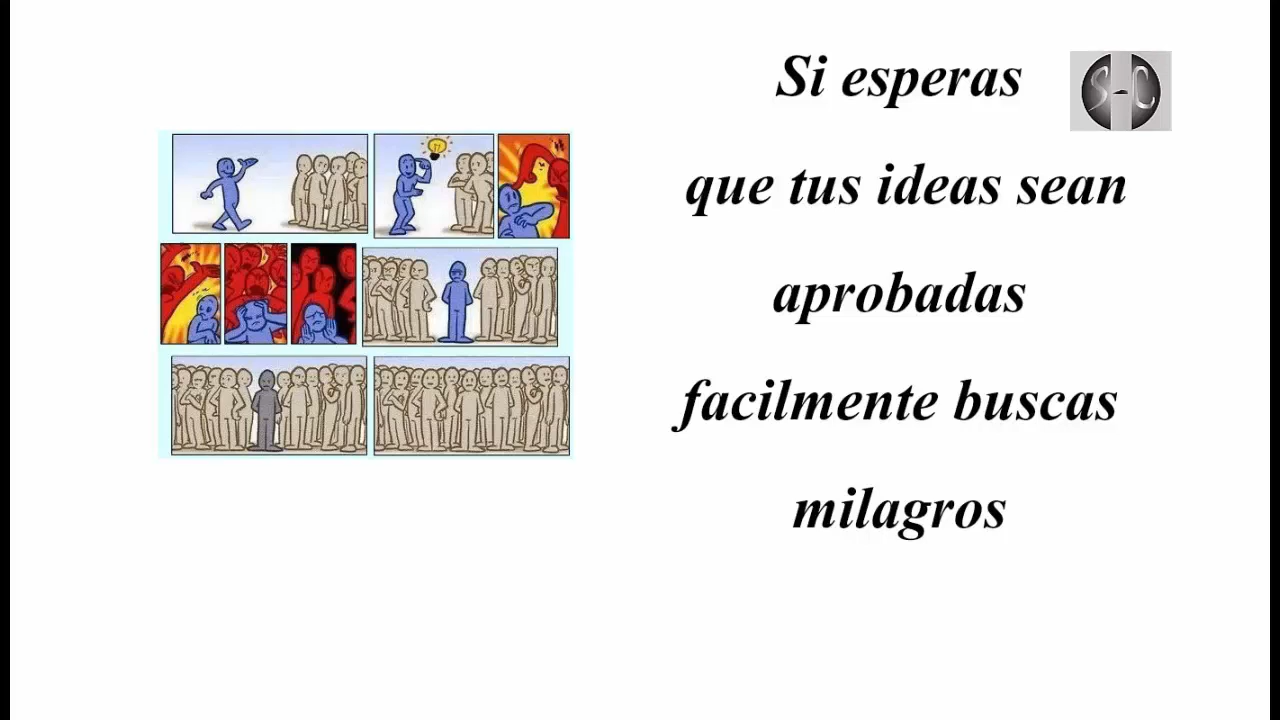 Si esperas
S-C
que tus ideas sean
aprobadas
facilmente buscas
milagros